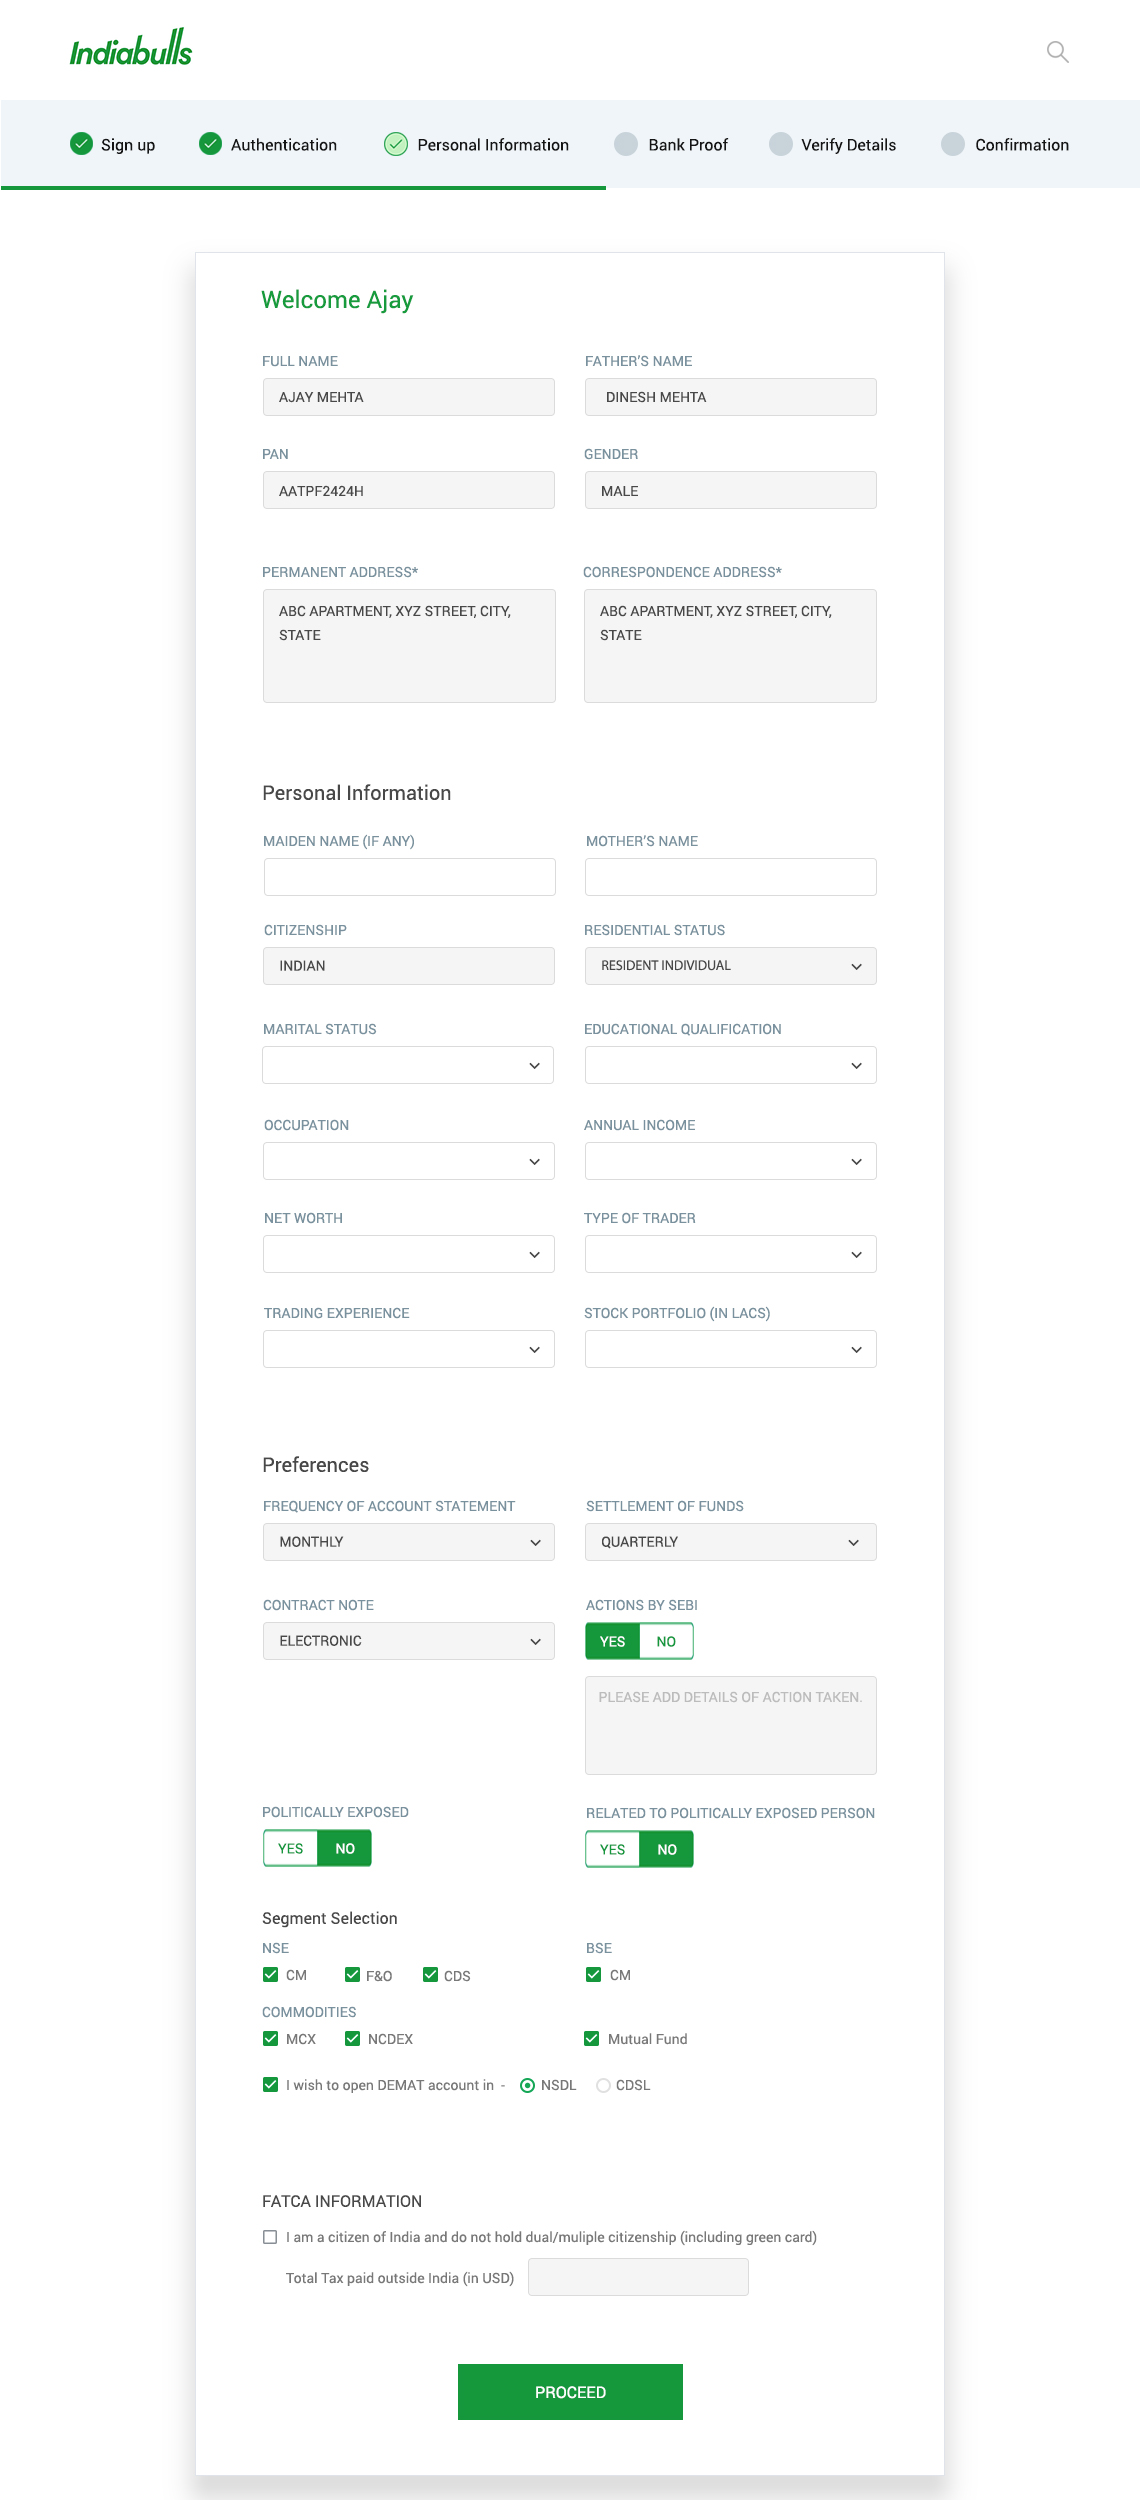 Indiabulls
Sign up Authentication Personal Information Bank Proof Verify Details Confirmation
Welcome Ajay
FULL NAME FATHER'S NAME
AJAY MEHTA DINESH MEHTA
PAN GENDER
AATPF2424H MALE
PERMANENT ADDRESS* CORRESPONDENCE ADDRESS*
ABC APARTMENT, XYZ STREET, CITY, ABC APARTMENT, XYZ STREET, CITY,
STATE STATE
Personal Information
MAIDEN NAME (IF ANY) MOTHER'S NAME
CITIZENSHIP RESIDENTIAL STATUS
INDIAN RESIDENT INDIVIDUAL
MARITAL STATUS EDUCATIONAL QUALIFICATION
OCCUPATION ANNUAL INCOME
NET WORTH TYPE OF TRADER
TRADING EXPERIENCE STOCK PORTFOLIO (IN LACS)
Preferences
FREQUENCY OF ACCOUNT STATEMENT SETTLEMENT OF FUNDS
MONTHLY QUARTERLY
CONTRACT NOTE ACTIONS BY SEBI
ELECTRONIC YES NO
PLEASE ADD DETAILS OF ACTION TAKEN.
POLITICALLY EXPOSED RELATED TO POLITICALLY EXPOSED PERSON
YES NO YES NO
Segment Selection
NSE BSE
CM F&O CDS CM
COMMODITIES
MCX NCDEX Mutual Fund
I wish to open DEMAT account in - NSDL CDSL
FATCA INFORMATION
I am a citizen of India and do not hold dual/muliple citizenship (including green card)
Total Tax paid outside India (in USD)
PROCEED